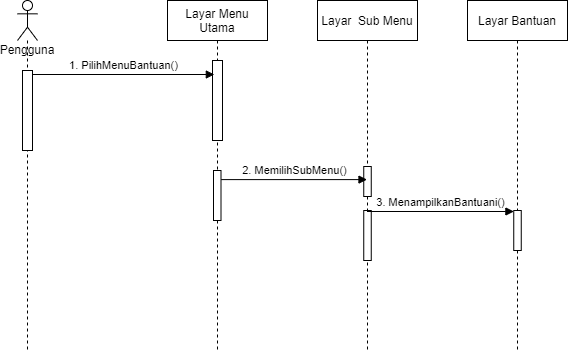 Pengguna
Layar Menu
Utama
Layar Sub Menu
Layar Bantuan
1. PilihMenuBantuan()
2. MemilihSubMenu()
3. MenampilkanBantuani()